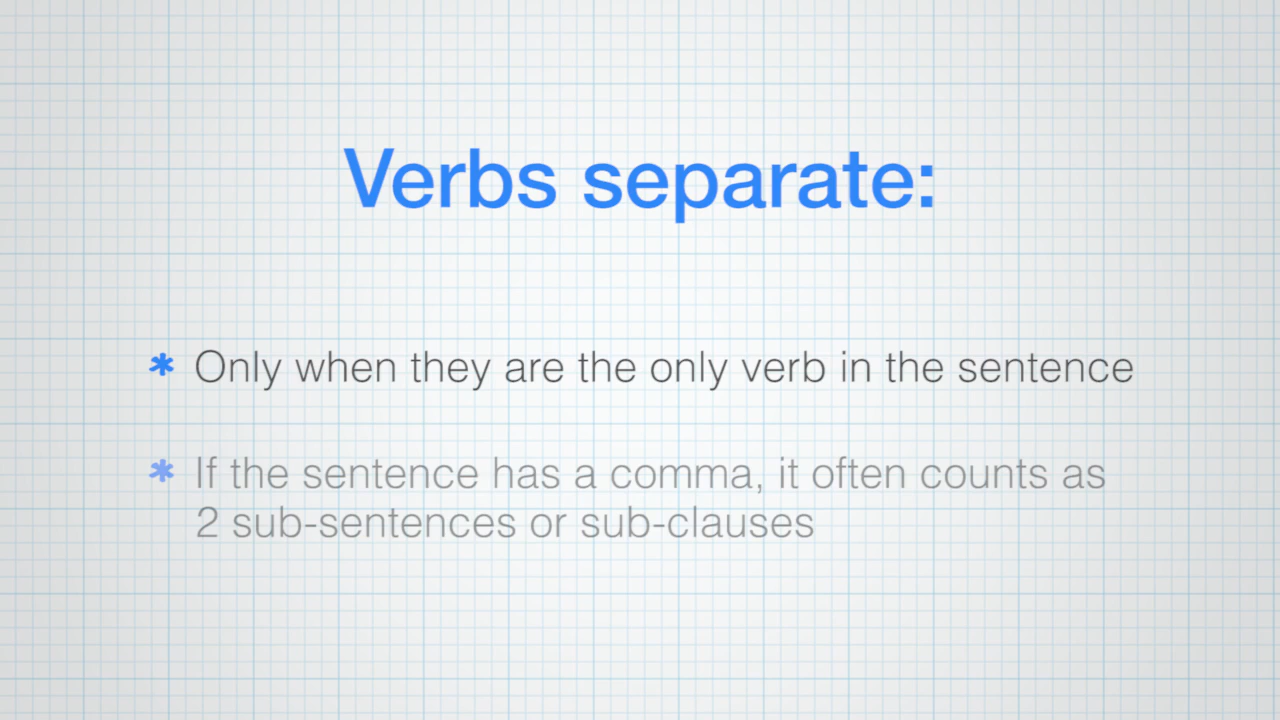 Verbs separate:
* Only when they are the only verb in the sentence
* If the sentence has a comma, it often counts as
2 sub-sentences or sub-clauses